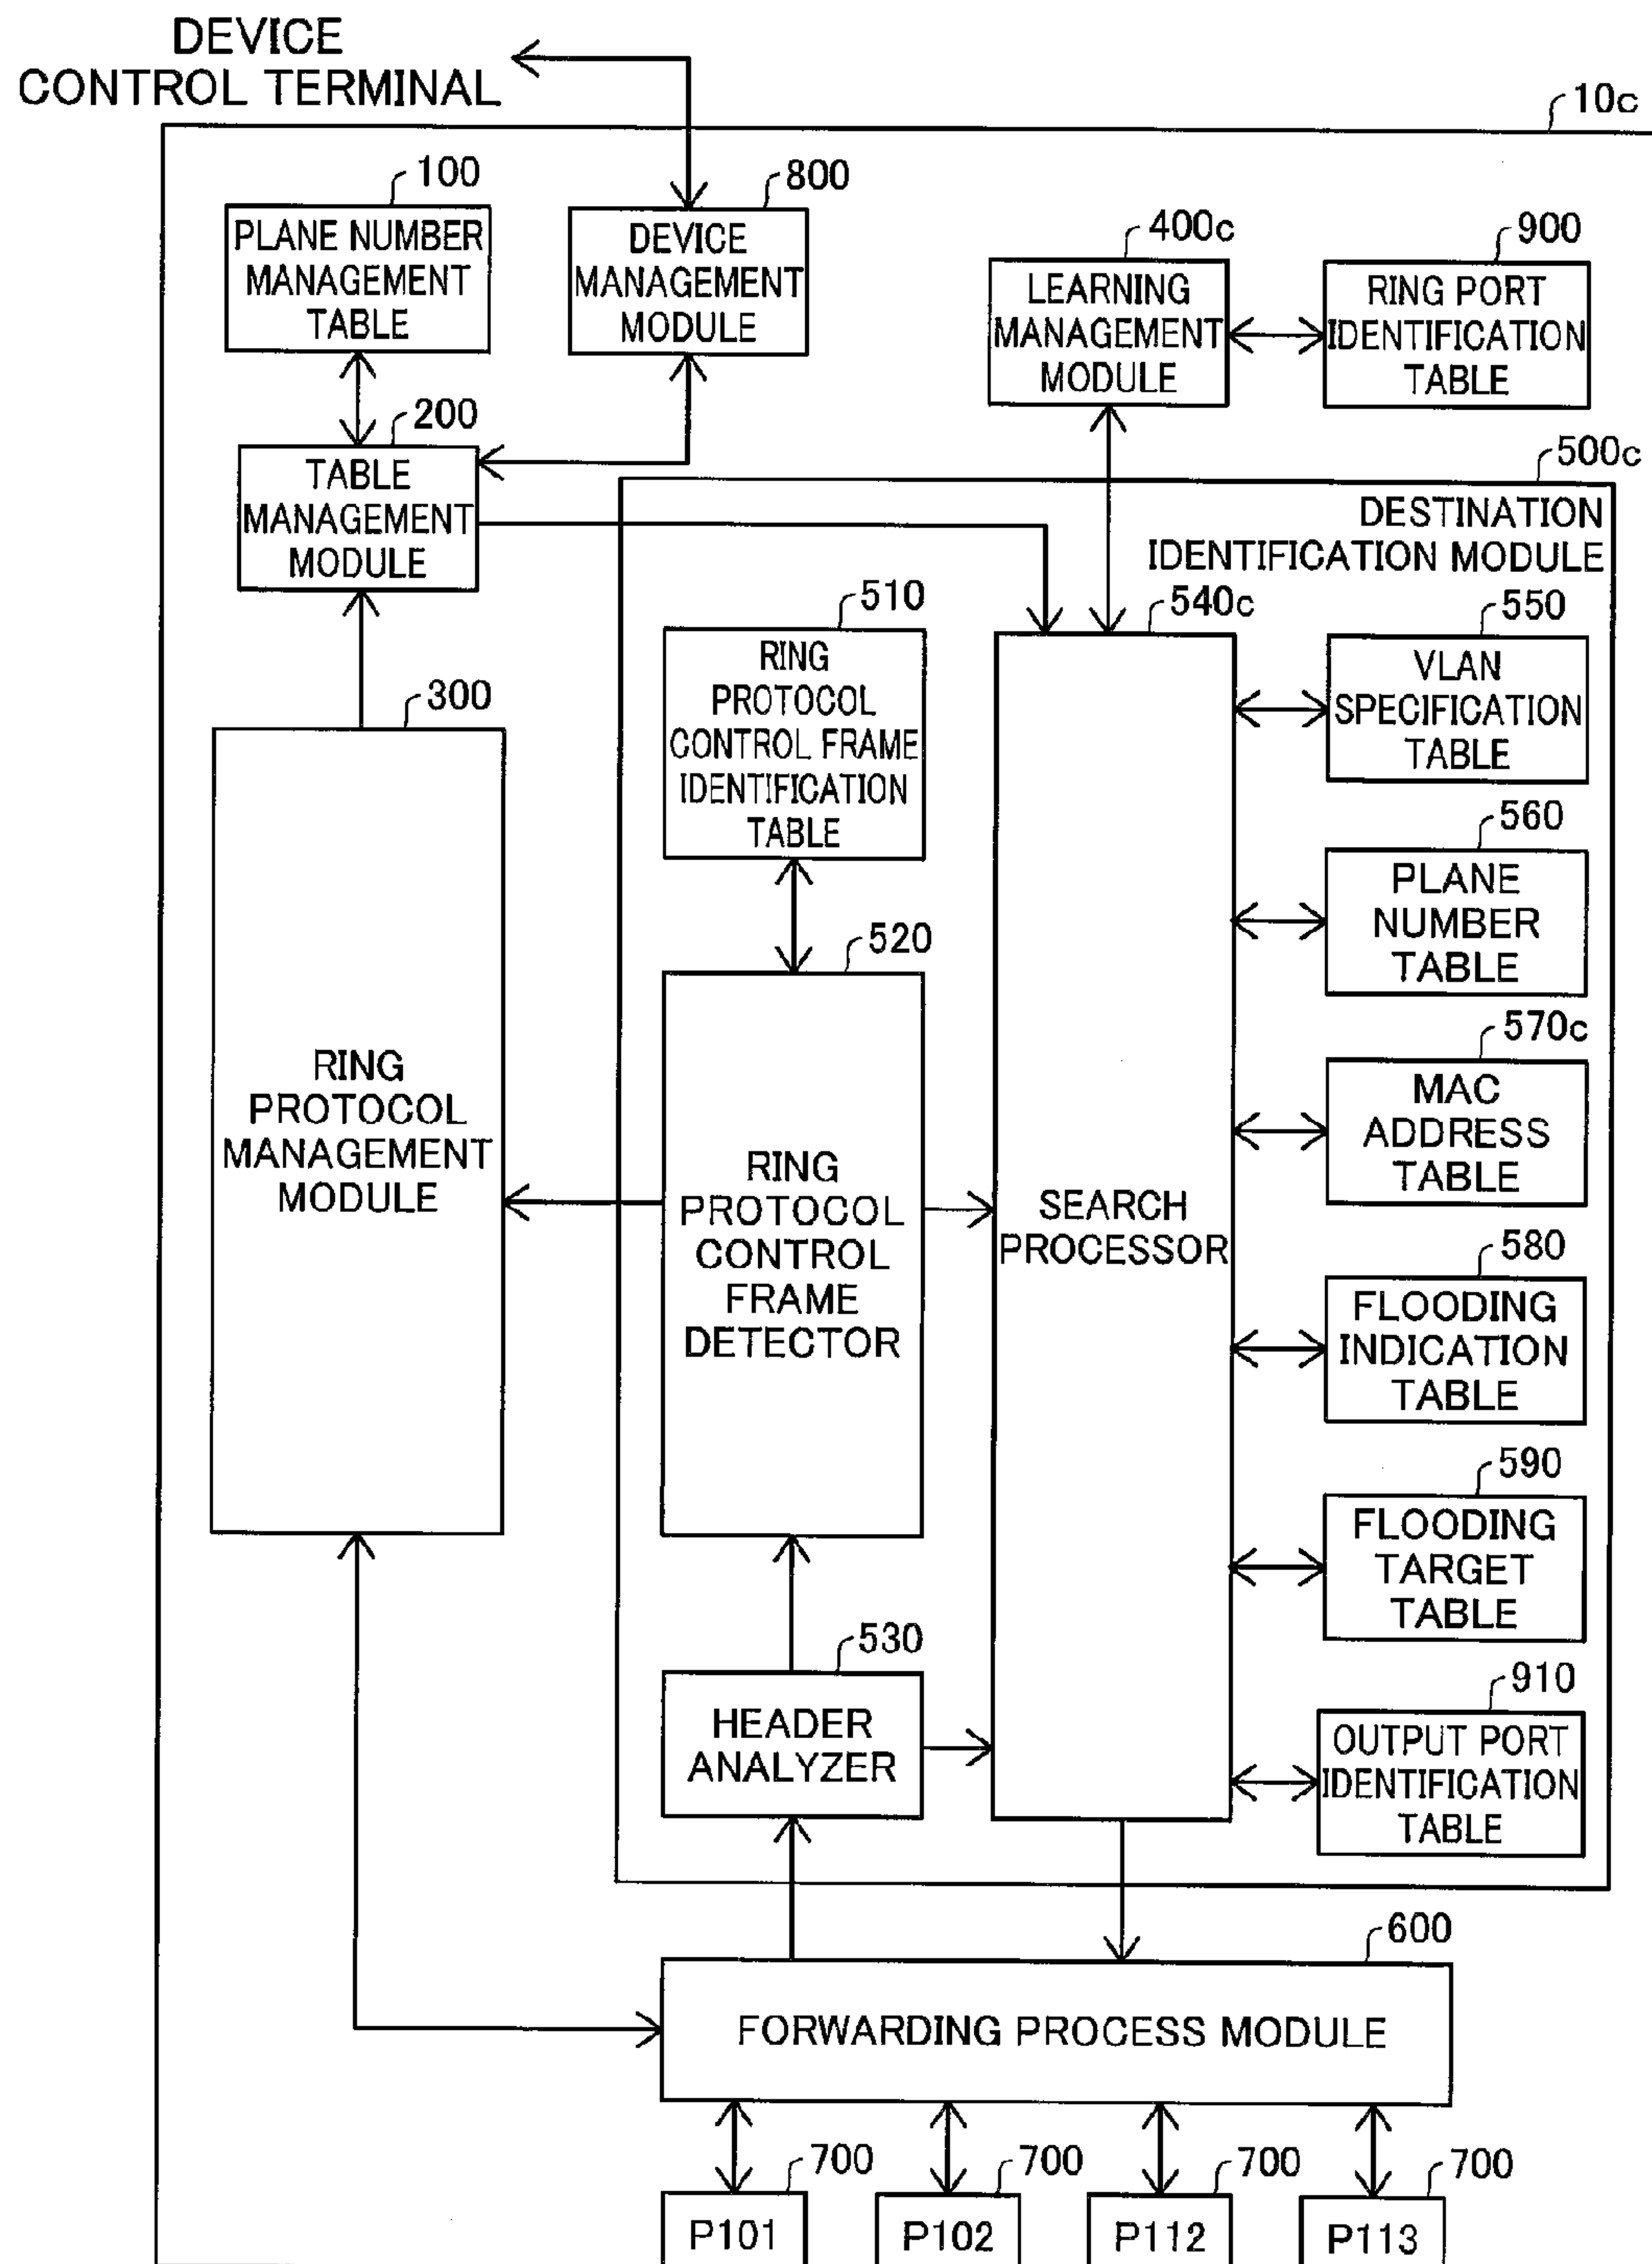 DEVICE
CONTROL TERMINAL
10c
100
PLANE NUMBER
MANAGEMENT
TABLE
800
DEVICE
MANAGEMENT
MODULE
400c
LEARNING
MANAGEMENT
MODULE
900
RING PORT
IDENTIFICATION
TABLE
200
TABLE
MANAGEMENT
MODULE
500c
DESTINATION
IDENTIFICATION MODULE
300
RING
PROTOCOL
MANAGEMENT
MODULE
510
RING
PROTOCOL
CONTROL FRAME
IDENTIFICATION
TABLE
520
RING
PROTOCOL
CONTROL
FRAME
DETECTOR
530
HEADER
ANALYZER
540c
SEARCH
PROCESSOR
550
VLAN
SPECIFICATION
TABLE
560
PLANE
NUMBER
TABLE
570c
MAC
ADDRESS
TABLE
580
FLOODING
INDICATION
TABLE
590
FLOODING
TARGET
TABLE
910
OUTPUT PORT
IDENTIFICATION
TABLE
600
FORWARDING PROCESS MODULE
700
P101
700
P102
700
P112
700
P113